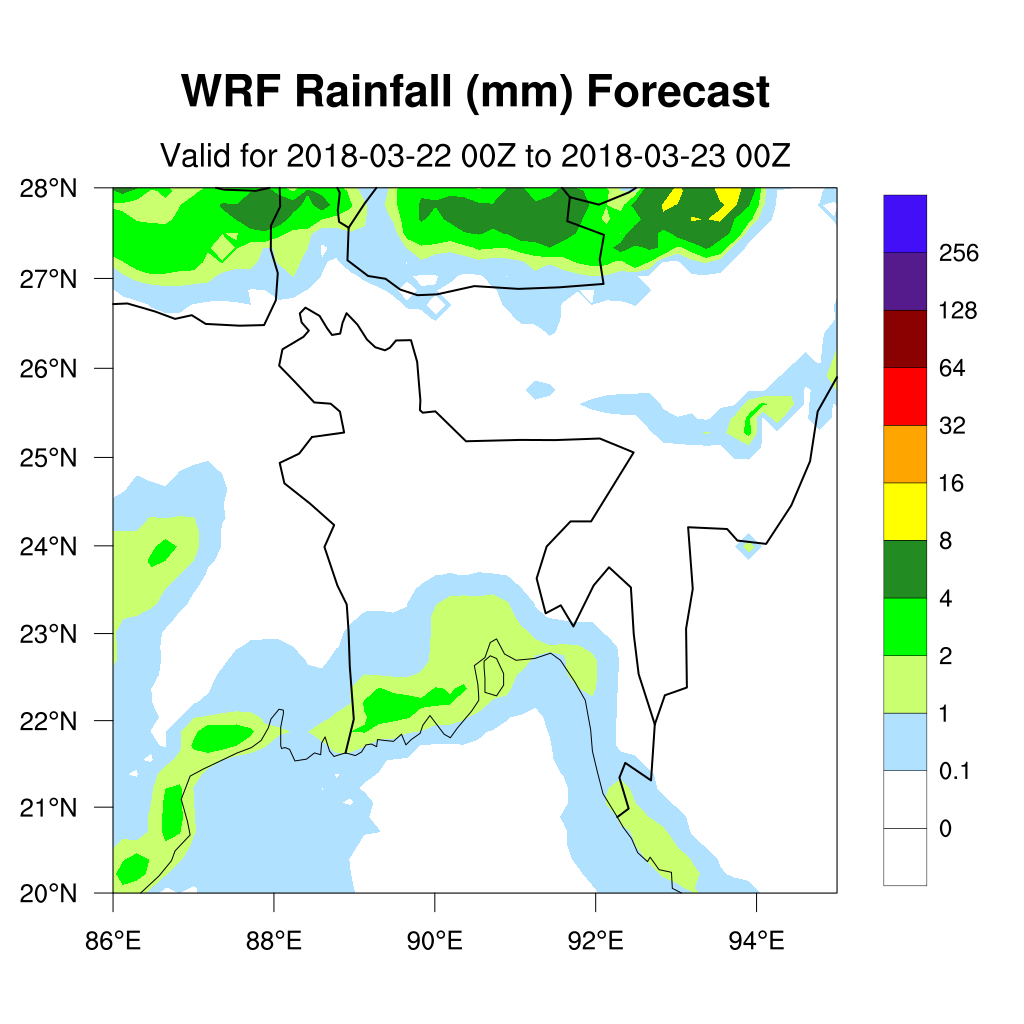 WRF Rainfall (mm) Forecast
Valid for 2018-03-22 00Z to 2018-03-23 00Z
28°N
27°N
26°N
25°N
24°N
23°N
22°N
21°N
20°N
86°E 88°E 90°E 92°E 94°E
256
128
64
32
16
8
4
2
1
0.1
0